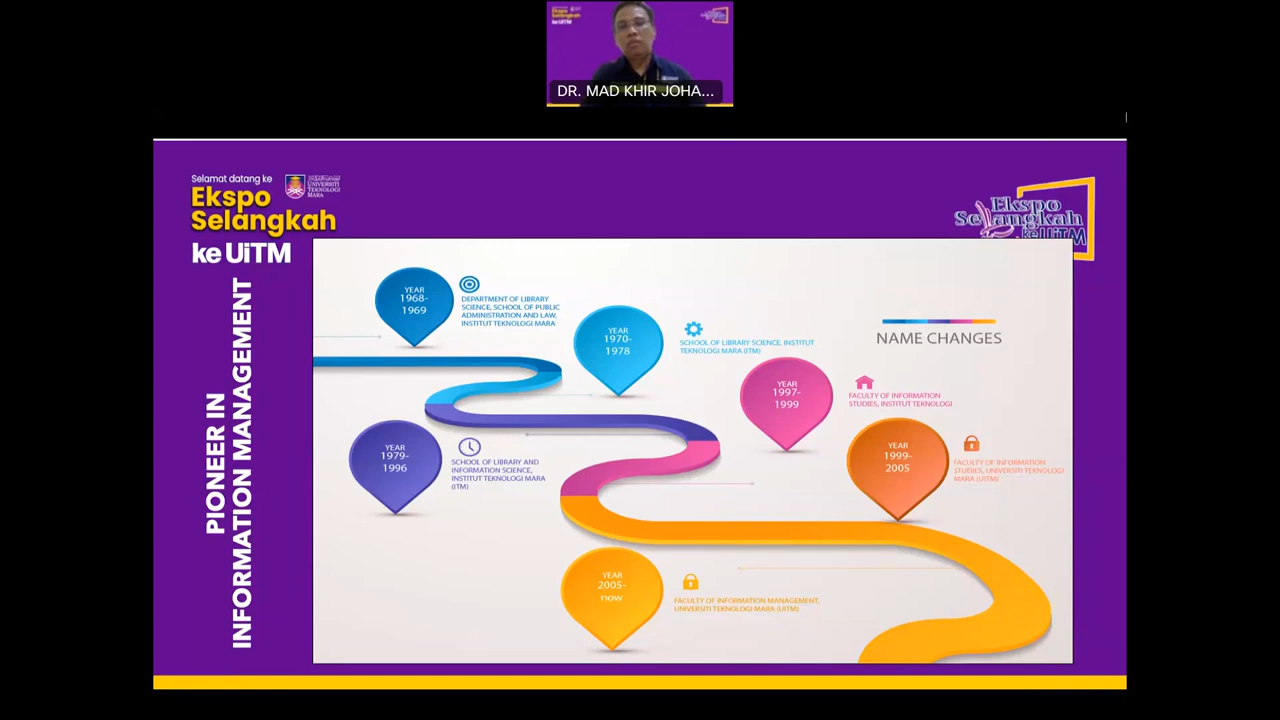 DR. MAD KHIR JOHA...
Selamat datang ke
Ekspo
Selangkah
ke UiTM
UNIVERSITI
TEKNOLOGI
MARA
Ekspo
Selangkah
ke UiTM
PIONEER IN
INFORMATION MANAGEMENT
NAME CHANGES
YEAR
1968-
1969
DEPARTMENT OF LIBRARY
SCIENCE, SCHOOL OF PUBLIC
ADMINISTRATION AND LAW,
INSTITUT TEKNOLOGI MARA
YEAR
1970-
1978
SCHOOL OF LIBRARY SCIENCE, INSTITUT
TEKNOLOGI MARA (ITM)
YEAR
1979-
1996
SCHOOL OF LIBRARY AND
INFORMATION SCIENCE,
INSTITUT TEKNOLOGI MARA
(ITM)
YEAR
1997-
1999
FACULTY OF INFORMATION
STUDIES, INSTITUT TEKNOLOGI
YEAR
1999-
2005
FACULTY OF INFORMATION
STUDIES, UNIVERSITI TEKNOLOGI
MARA (UITM)
YEAR
2005-
now
FACULTY OF INFORMATION MANAGEMENT,
UNIVERSITI TEKNOLOGI MARA (UITM)